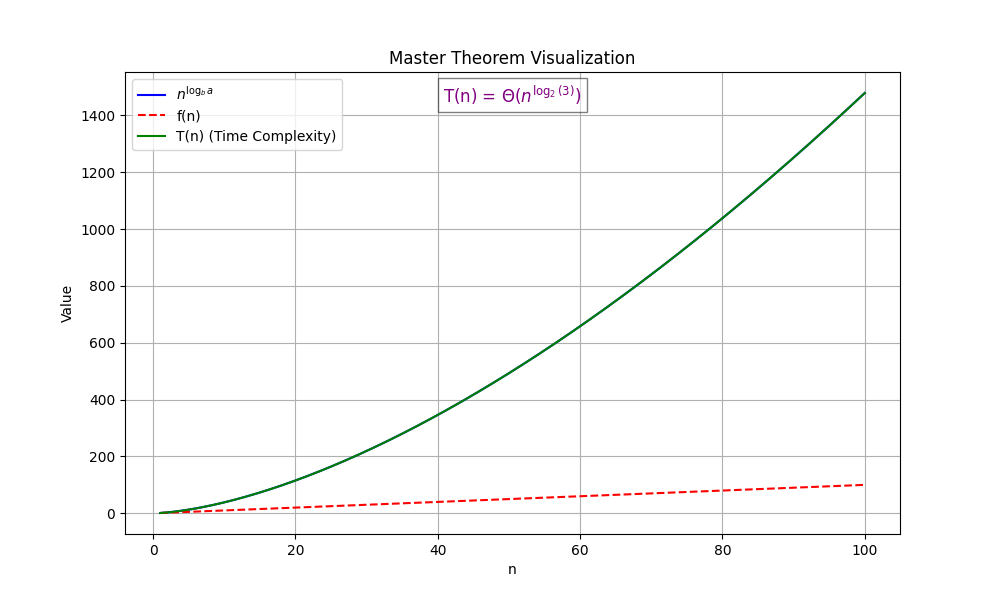 Master Theorem Visualization
n^{log_b a}
f(n)
T(n) (Time Complexity)
T(n) = Θ(n^{log_2 (3)})
1400
1200
1000
800
600
400
200
0
Value
0 20 40 60 80 100
n